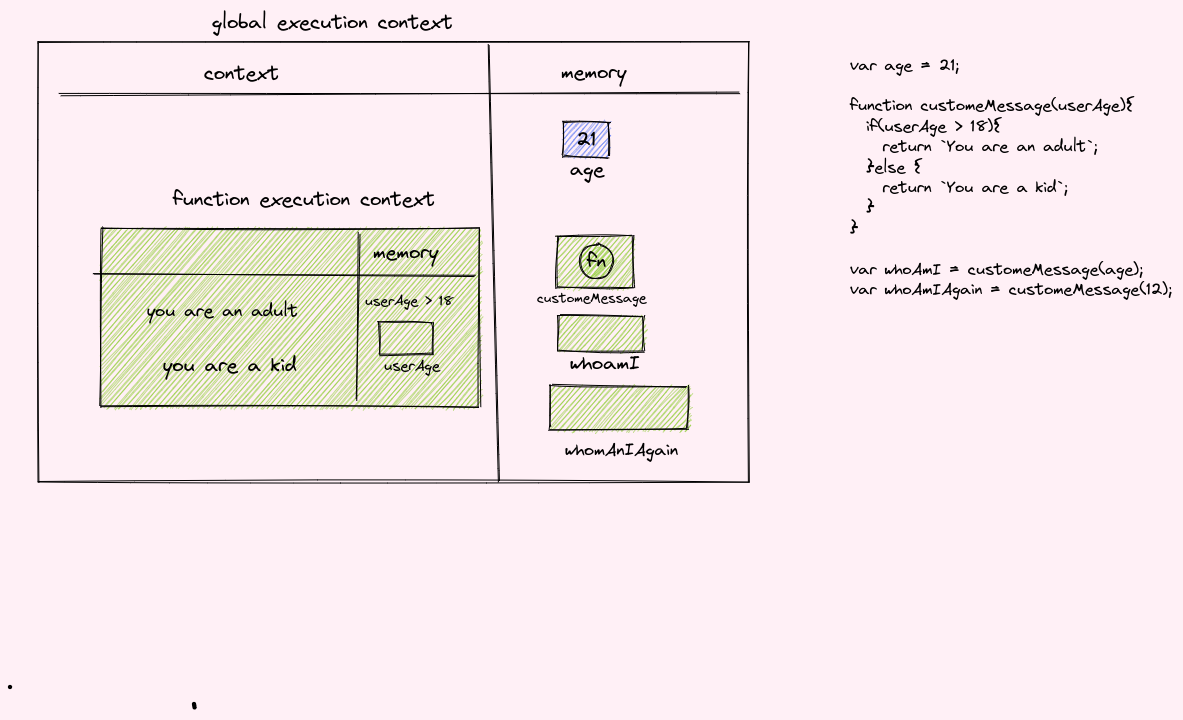 global execution context
context
memory
21
age
function execution context
memory
userAge > 18
you are an adult
you are a kid
userAge
fn
customeMessage
whoamI
whomAnIAgain
var age = 21;
function customeMessage(userAge){
if(userAge > 18){
return `You are an adult`;
}else {
return `You are a kid`;
}
}
var whoAmI = customeMessage(age);
var whoAmIAgain = customeMessage(12);